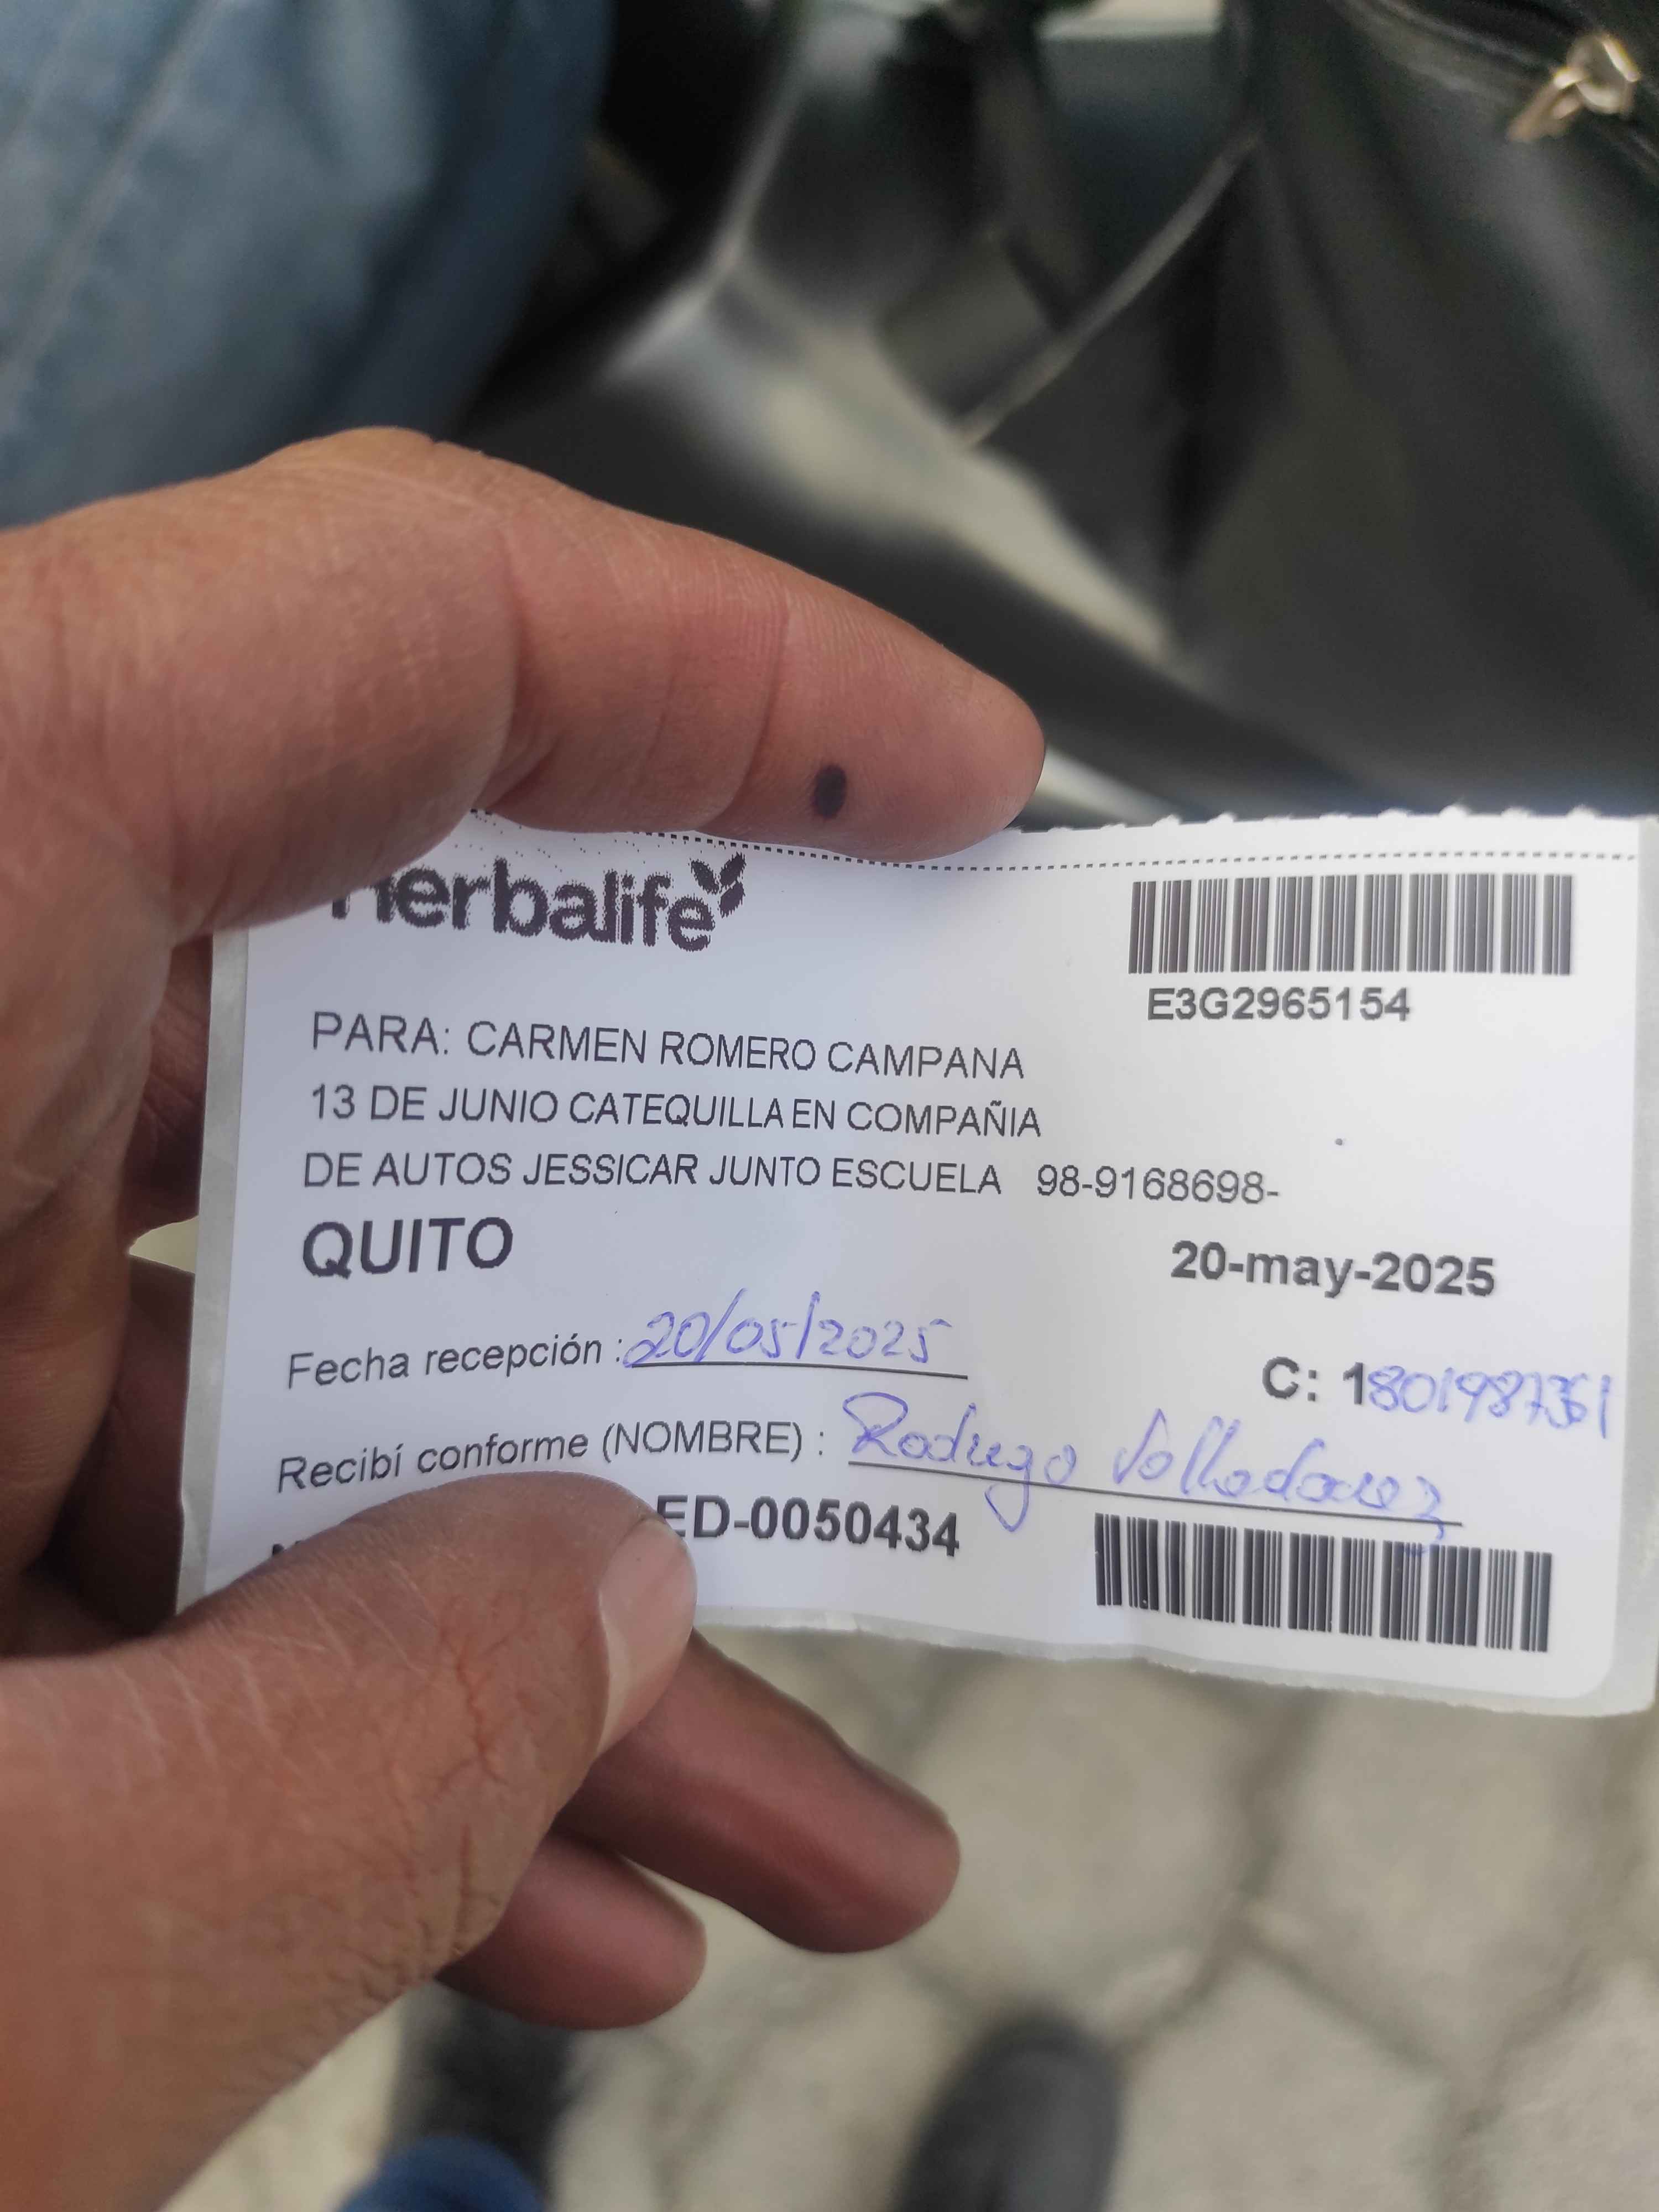 herbalife
E3G2965154
PARA: CARMEN ROMERO CAMPANA
13 DE JUNIO CATEQUILLA EN COMPAÑIA
DE AUTOS JESSICAR JUNTO ESCUELA 98-9168698-
QUITO
20-may-2025
Fecha recepción : 20/05/2025
C: 1801987361
Recibí conforme (NOMBRE) : Rodrigo Valladarez
ED-0050434